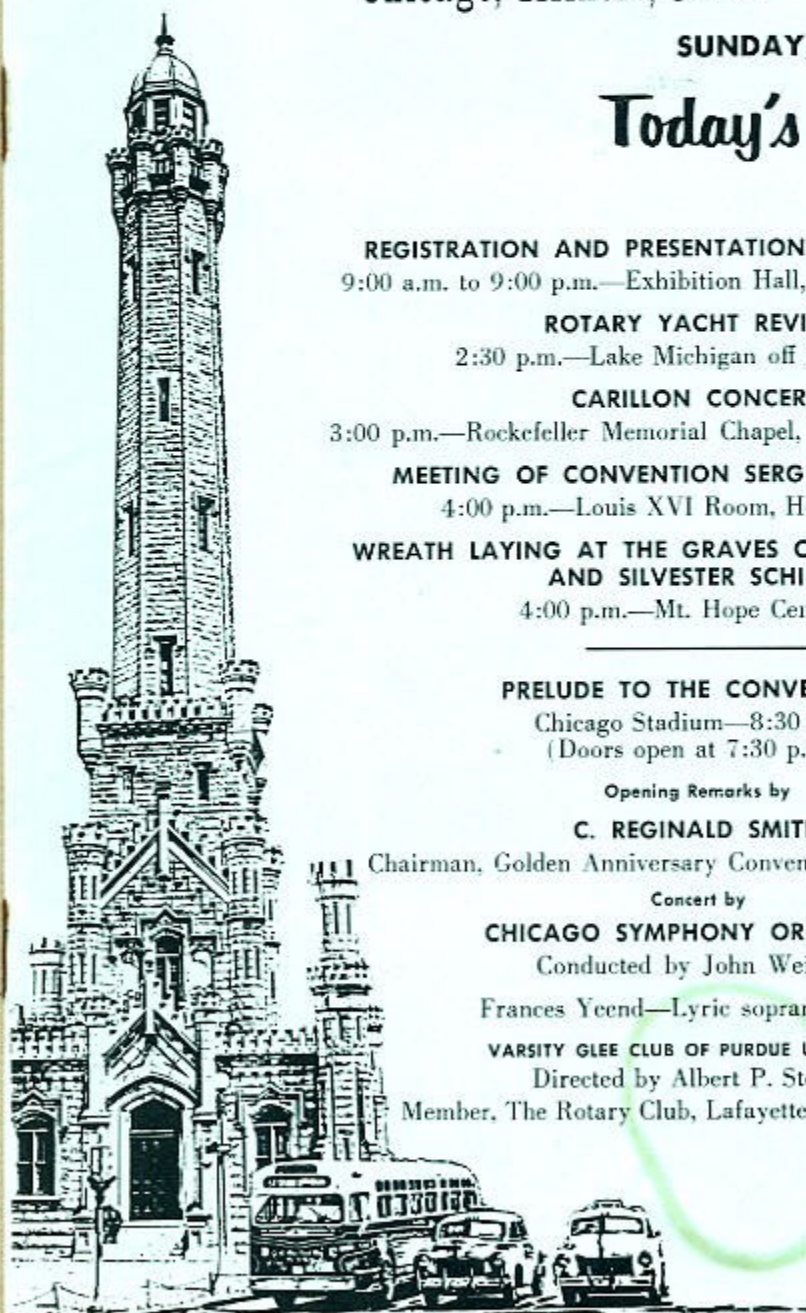 SUNDAY,
Today's
REGISTRATION AND PRESENTATION
9:00 a.m. to 9:00 p.m.—Exhibition Hall,
ROTARY YACHT REVI
2:30 p.m.—Lake Michigan off
CARILLON CONCER
3:00 p.m.—Rockefeller Memorial Chapel,
MEETING OF CONVENTION SERG
4:00 p.m.—Louis XVI Room, H
WREATH LAYING AT THE GRAVES
AND SILVESTER SCHI
4:00 p.m.—Mt. Hope Cem
PRELUDE TO THE CONVE
Chicago Stadium—8:30
(Doors open at 7:30 p.
Opening Remarks by
C. REGINALD SMIT
Chairman, Golden Anniversary Conven
Concert by
CHICAGO SYMPHONY OR
Conducted by John Wei
Frances Yeend—Lyric sopran
VARSITY GLEE CLUB OF PURDUE U
Directed by Albert P. Ste
Member, The Rotary Club, Lafayette